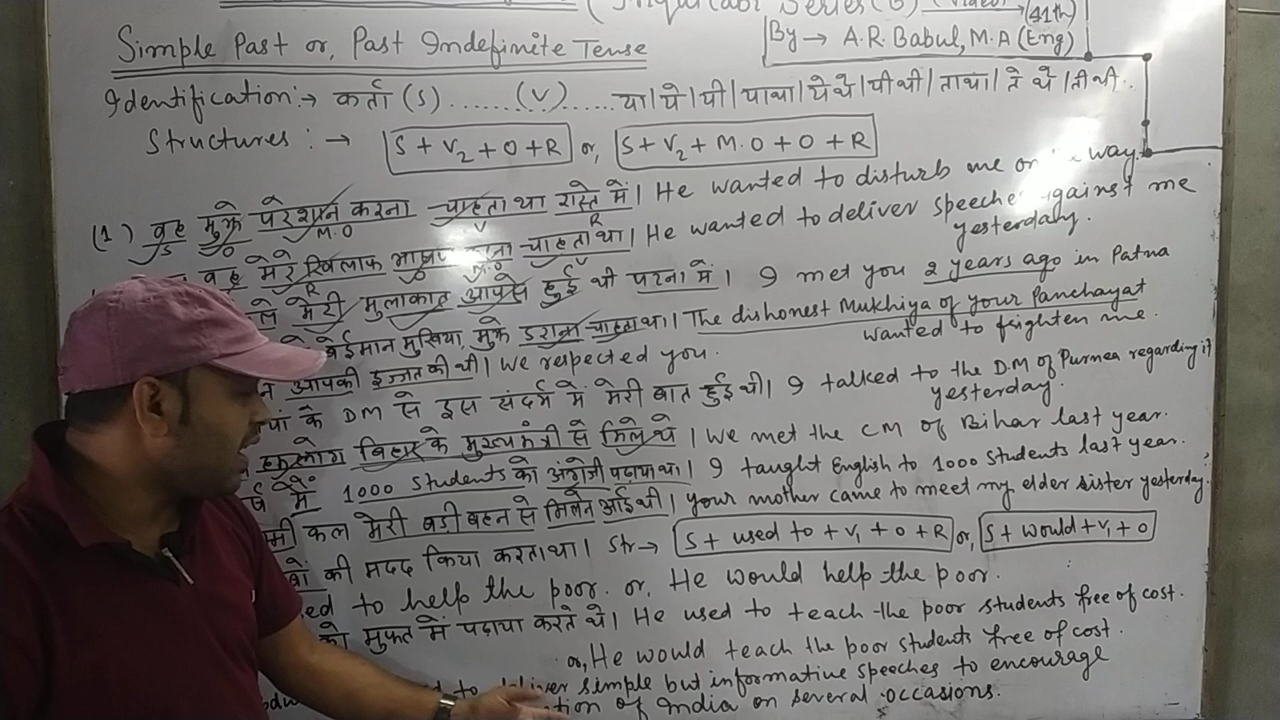 Series (B) (Video) → (41th)
Simple Past or, Past Indefinite Tense
By → A.R. Babul, M.A (Eng)
Identification:→ कर्ता (S) ....... (V) ...... या।ये।यी।पाया।ये थे।यी थी।ताथा।ते थे।ती थी.
Structures : → S + V2 + O + R or, S + V2 + M.O + O + R
(1) वह मुझे परेशान करना चाहता था रास्ते में। He wanted to disturb me on way.
S O M.O V R
वह मेरे खिलाफ भाषण चाहता था। He wanted to deliver speeches against me
yesterday.
R O M.O V
मेरी मुलाकात आपसे हुई थी पटना में। I met you 2 years ago in Patna
बेईमान मुखिया मुझे डराना चाहता था। The dishonest Mukhiya of your Panchayat
wanted to frighten me.
आपकी इज्जत की थी। We respected you.
के DM से इस संदर्भ में मेरी बात हुई थी। I talked to the D.M of Purnea regarding it
yesterday.
हमलोग बिहार के मुख्यमंत्री से मिले थे। We met the CM of Bihar last year.
में 1000 students को अंग्रेजी पढ़ाया था। I taught English to 1000 students last year.
कल मेरी बड़ी बहन से मिलने आई थी। your mother came to meet my elder sister yesterday.
की मदद किया करता था। Str→ S + used to + V1 + O + R or, S + would + V1 + O
to help the poor. or, He would help the poor.
को मुफ्त में पढ़ाया करते थे। He used to teach the poor students free of cost.
or, He would teach the poor students free of cost.
to deliver simple but informative speeches to encourage
of India on several occasions.